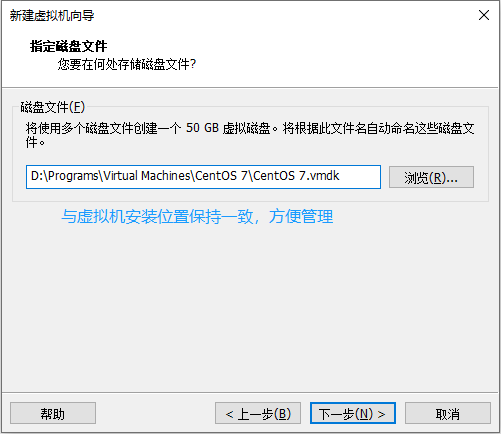 新建虚拟机向导
指定磁盘文件
您要在何处存储磁盘文件?
磁盘文件(F)
将使用多个磁盘文件创建一个 50 GB 虚拟磁盘。将根据此文件名自动命名这些磁盘文
件。
D:\Programs\Virtual Machines\CentOS 7\CentOS 7.vmdk
浏览(R)...
与虚拟机安装位置保持一致，方便管理
帮助
< 上一步(B)
下一步(N) >
取消